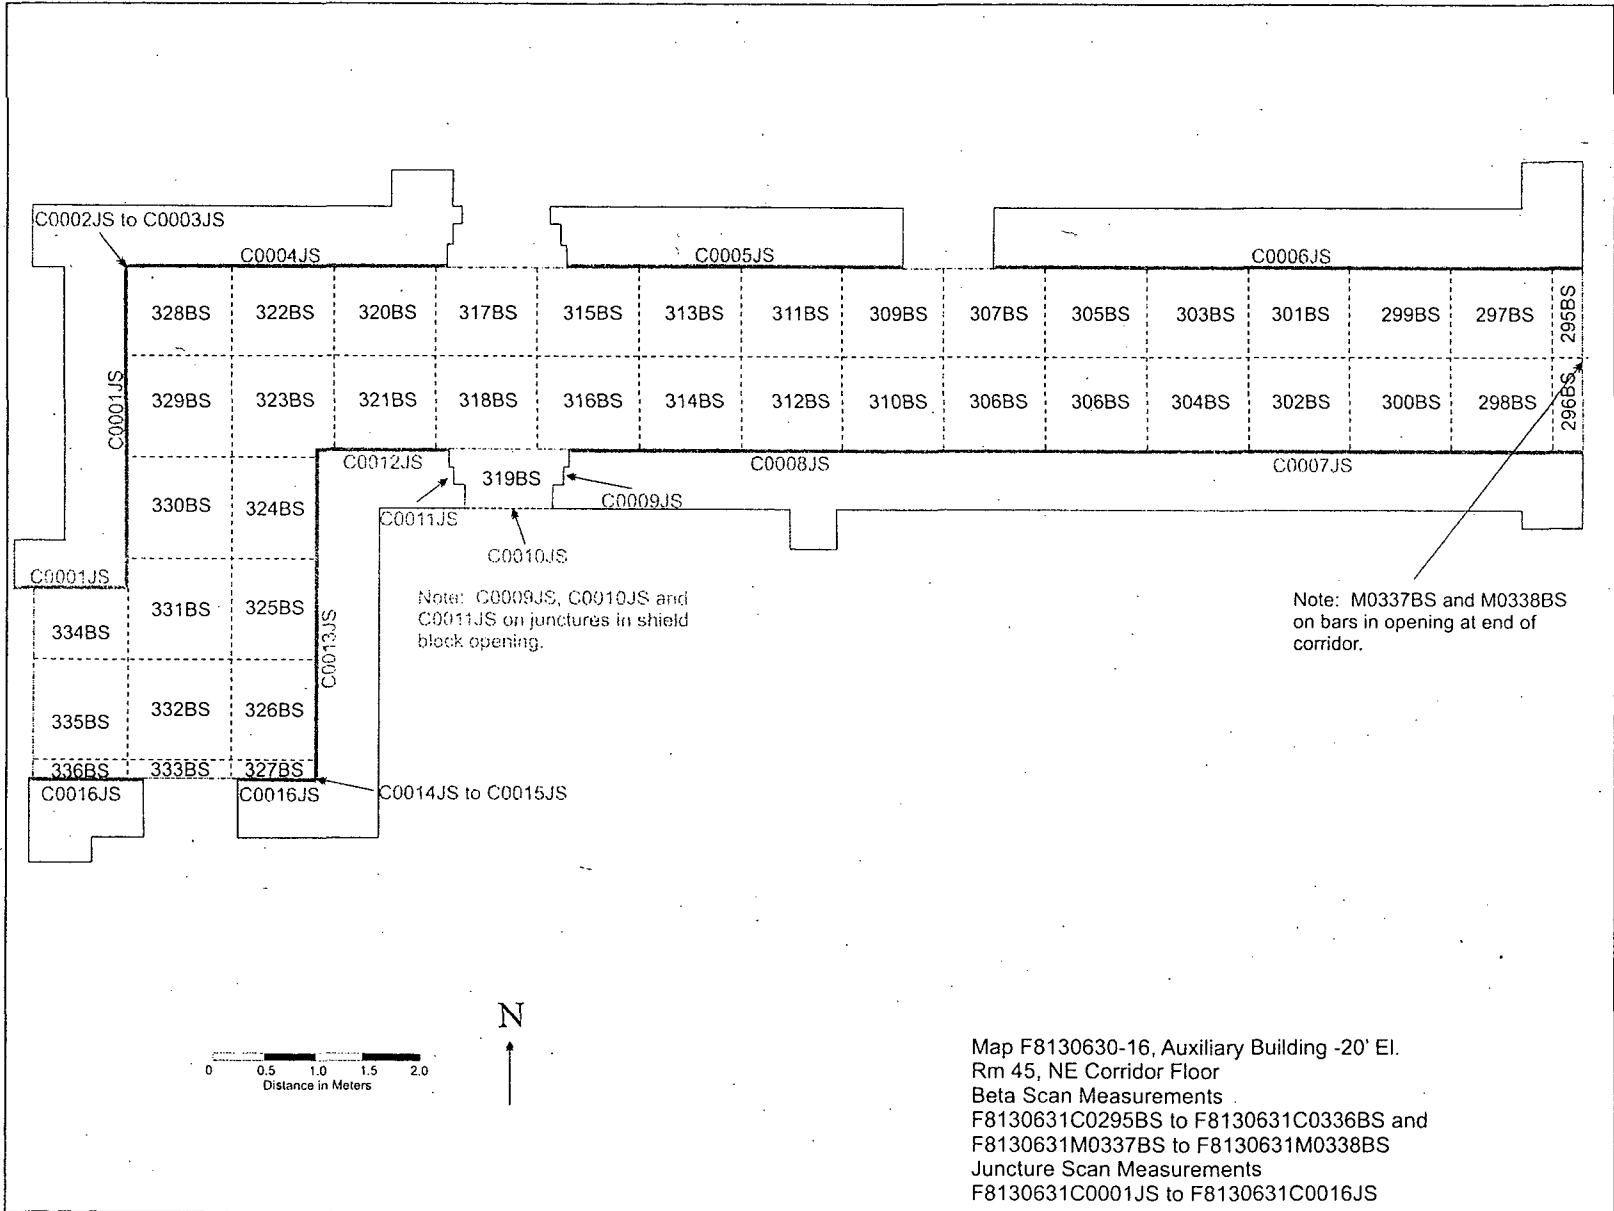 C0002JS to C0003JS
C0004JS
C0005JS
C0006JS
328BS 322BS 320BS 317BS 315BS 313BS 311BS 309BS 307BS 305BS 303BS 301BS 299BS 297BS 295BS
C0001JS
329BS 323BS 321BS 318BS 316BS 314BS 312BS 310BS 306BS 306BS 304BS 302BS 300BS 298BS 296BS
C0012JS
C0008JS
C0007JS
330BS 324BS
319BS
C0009JS
C0011JS
C0010JS
C0001JS
331BS 325BS
334BS
C0013JS
Note: C0009JS, C0010JS and
C0011JS on junctures in shield
block opening.
Note: M0337BS and M0338BS
on bars in opening at end of
corridor.
335BS 332BS 326BS
336BS 333BS 327BS
C0016JS
C0016JS
C0014JS to C0015JS
N
0 0.5 1.0 1.5 2.0
Distance in Meters
Map F8130630-16, Auxiliary Building -20' El.
Rm 45, NE Corridor Floor
Beta Scan Measurements
F8130631C0295BS to F8130631C0336BS and
F8130631M0337BS to F8130631M0338BS
Juncture Scan Measurements
F8130631C0001JS to F8130631C0016JS